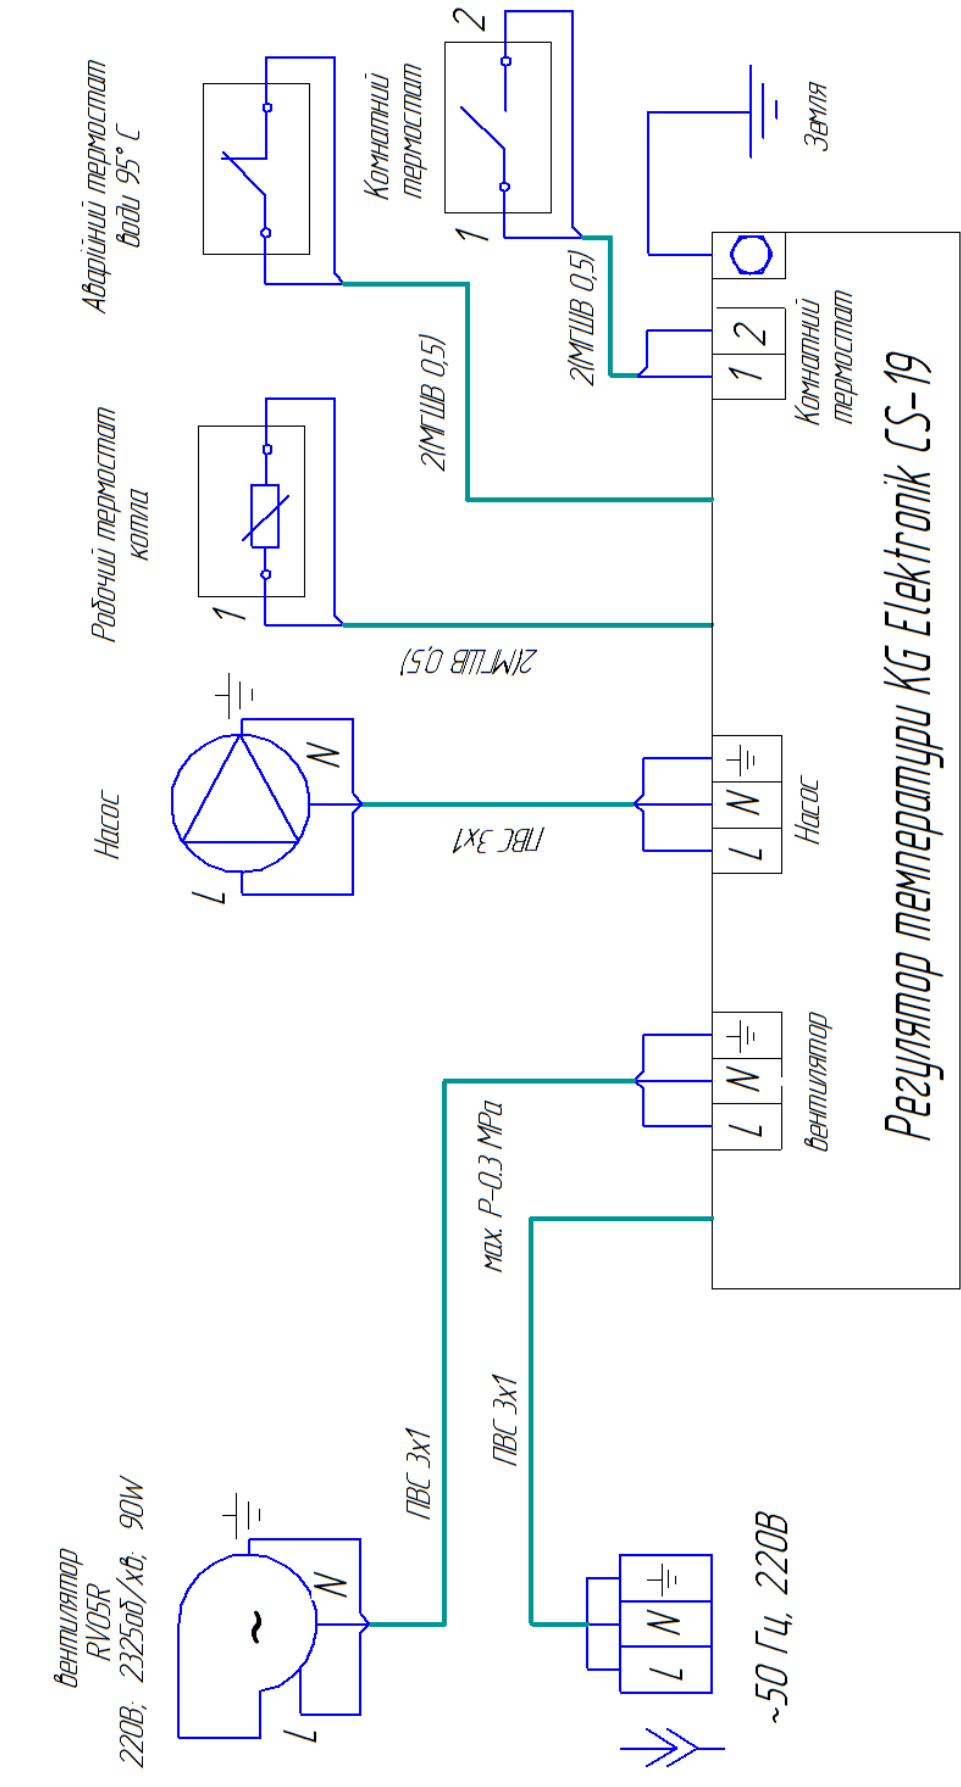 вентилятор
RV05R
220В; 2325об/хв; 90W
L
N
Насос
L
N
Робочий термостат
котла
1
Аварійний термостат
води 95° С
Комнатний
термостат
1
2
ПВС 3х1
ПВС 3х1
max. P-0.3 MPa
ПВС 3х1
2(МГШВ 0,5)
2(МГШВ 0,5)
2(МГШВ 0,5)
Земля
L N
~50 Гц, 220В
L N
вентилятор
L N
Насос
1 2
Комнатний
термостат
Регулятор температури KG Elektronik CS-19